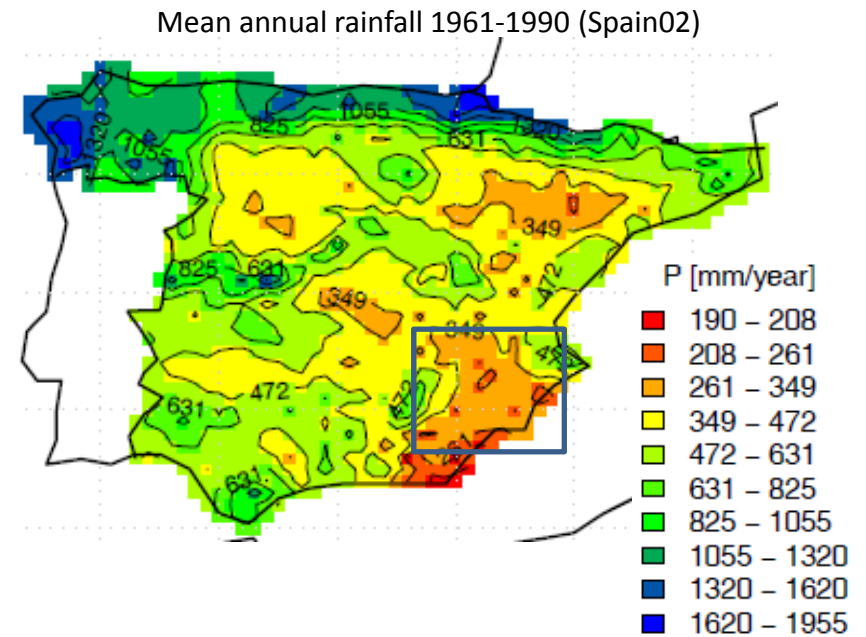 Mean annual rainfall 1961-1990 (Spain02)
1320
1055
825
1055
631
1320
349
825
631
349
472
349
472
472
631
261
631
P [mm/year]
190 – 208
208 – 261
261 – 349
349 – 472
472 – 631
631 – 825
825 – 1055
1055 – 1320
1320 – 1620
1620 – 1955